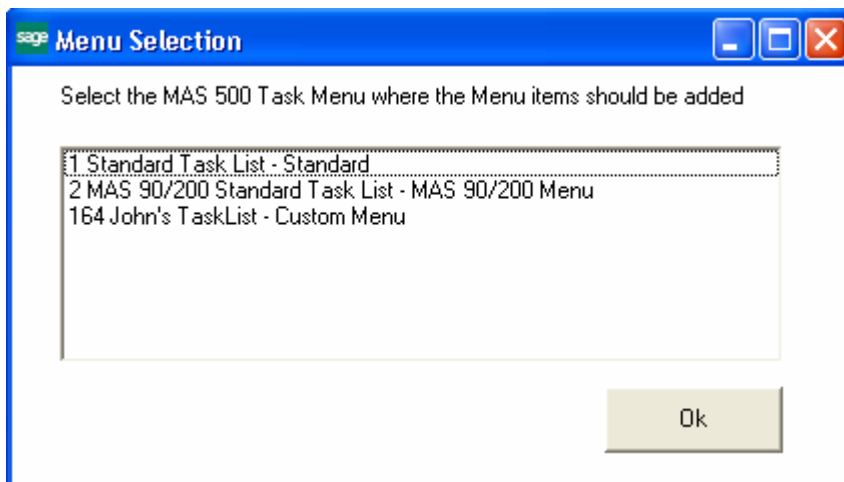 sage Menu Selection
Select the MAS 500 Task Menu where the Menu items should be added
1 Standard Task List - Standard
2 MAS 90/200 Standard Task List - MAS 90/200 Menu
164 John's TaskList - Custom Menu
Ok